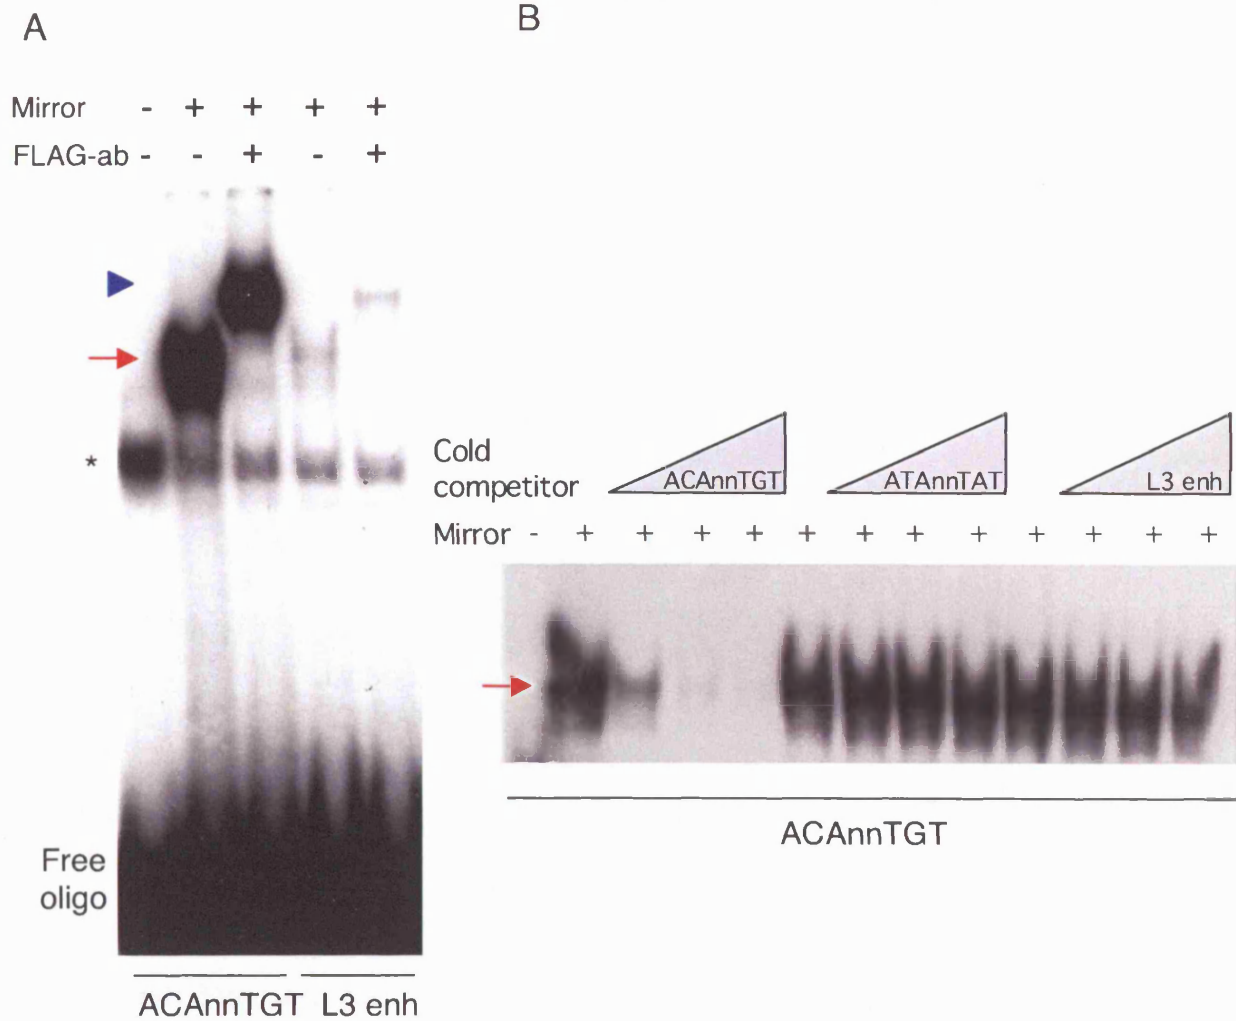 A
Mirror - + + + +
FLAG-ab - - + - +
*
Free
oligo
ACAnnTGT L3 enh
B
Cold
competitor
ACAnnTGT ATAnnTAT L3 enh
Mirror - + + + + + + + + + + + +
ACAnnTGT